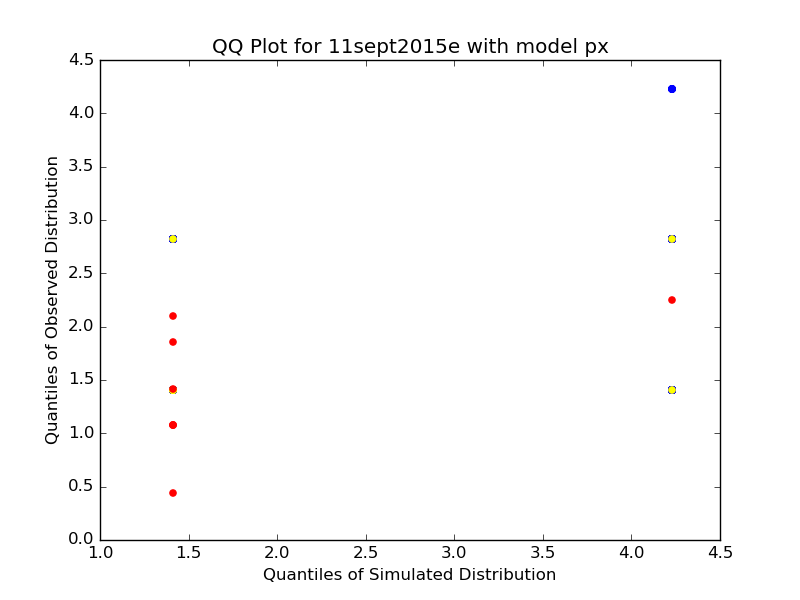 QQ Plot for 11sept2015e with model px
4.5
4.0
3.5
3.0
2.5
2.0
1.5
1.0
0.5
0.0
Quantiles of Observed Distribution
1.0 1.5 2.0 2.5 3.0 3.5 4.0 4.5
Quantiles of Simulated Distribution